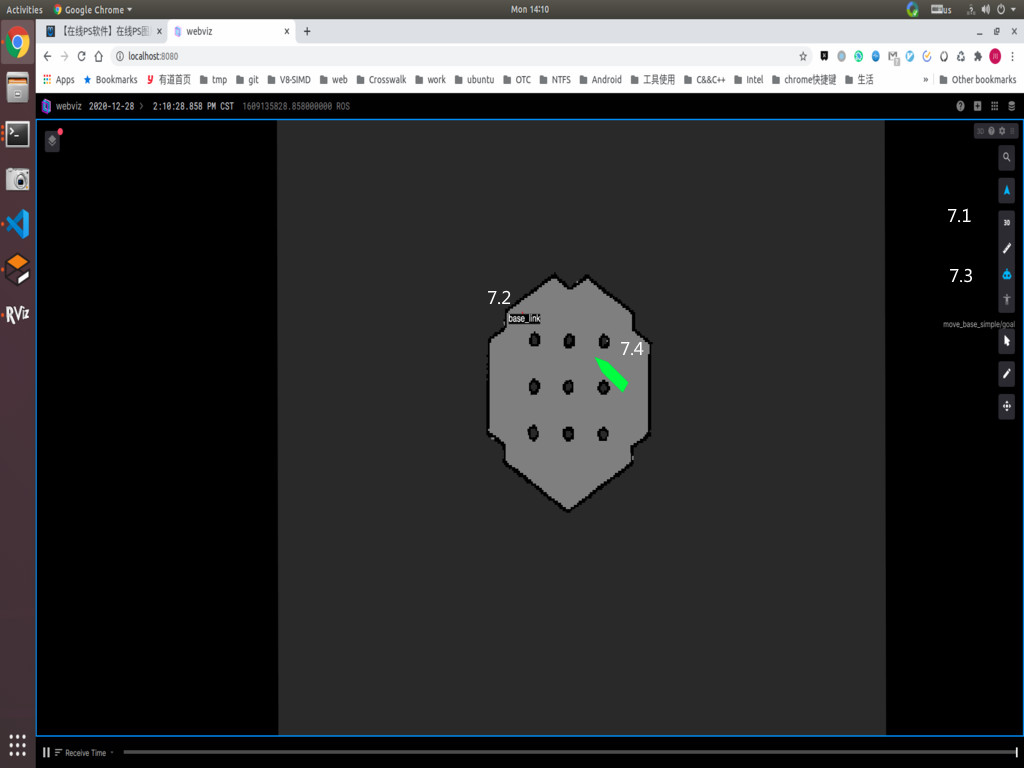 Activities Google Chrome Mon 14:10 us
【在线PS软件】在线PS图 × webviz × +
localhost:8080
Apps Bookmarks 有道首页 tmp git V8-SIMD web Crosswalk work ubuntu OTC NTFS Android 工具使用 C&C++ Intel chrome快捷键 生活 » Other bookmarks
webviz 2020-12-28 2:10:28.858 PM CST 1609135828.858000000 ROS
3D
7.1
3D
7.3
7.2
base_link
move_base_simple/goal
7.4
RViz
Receive Time